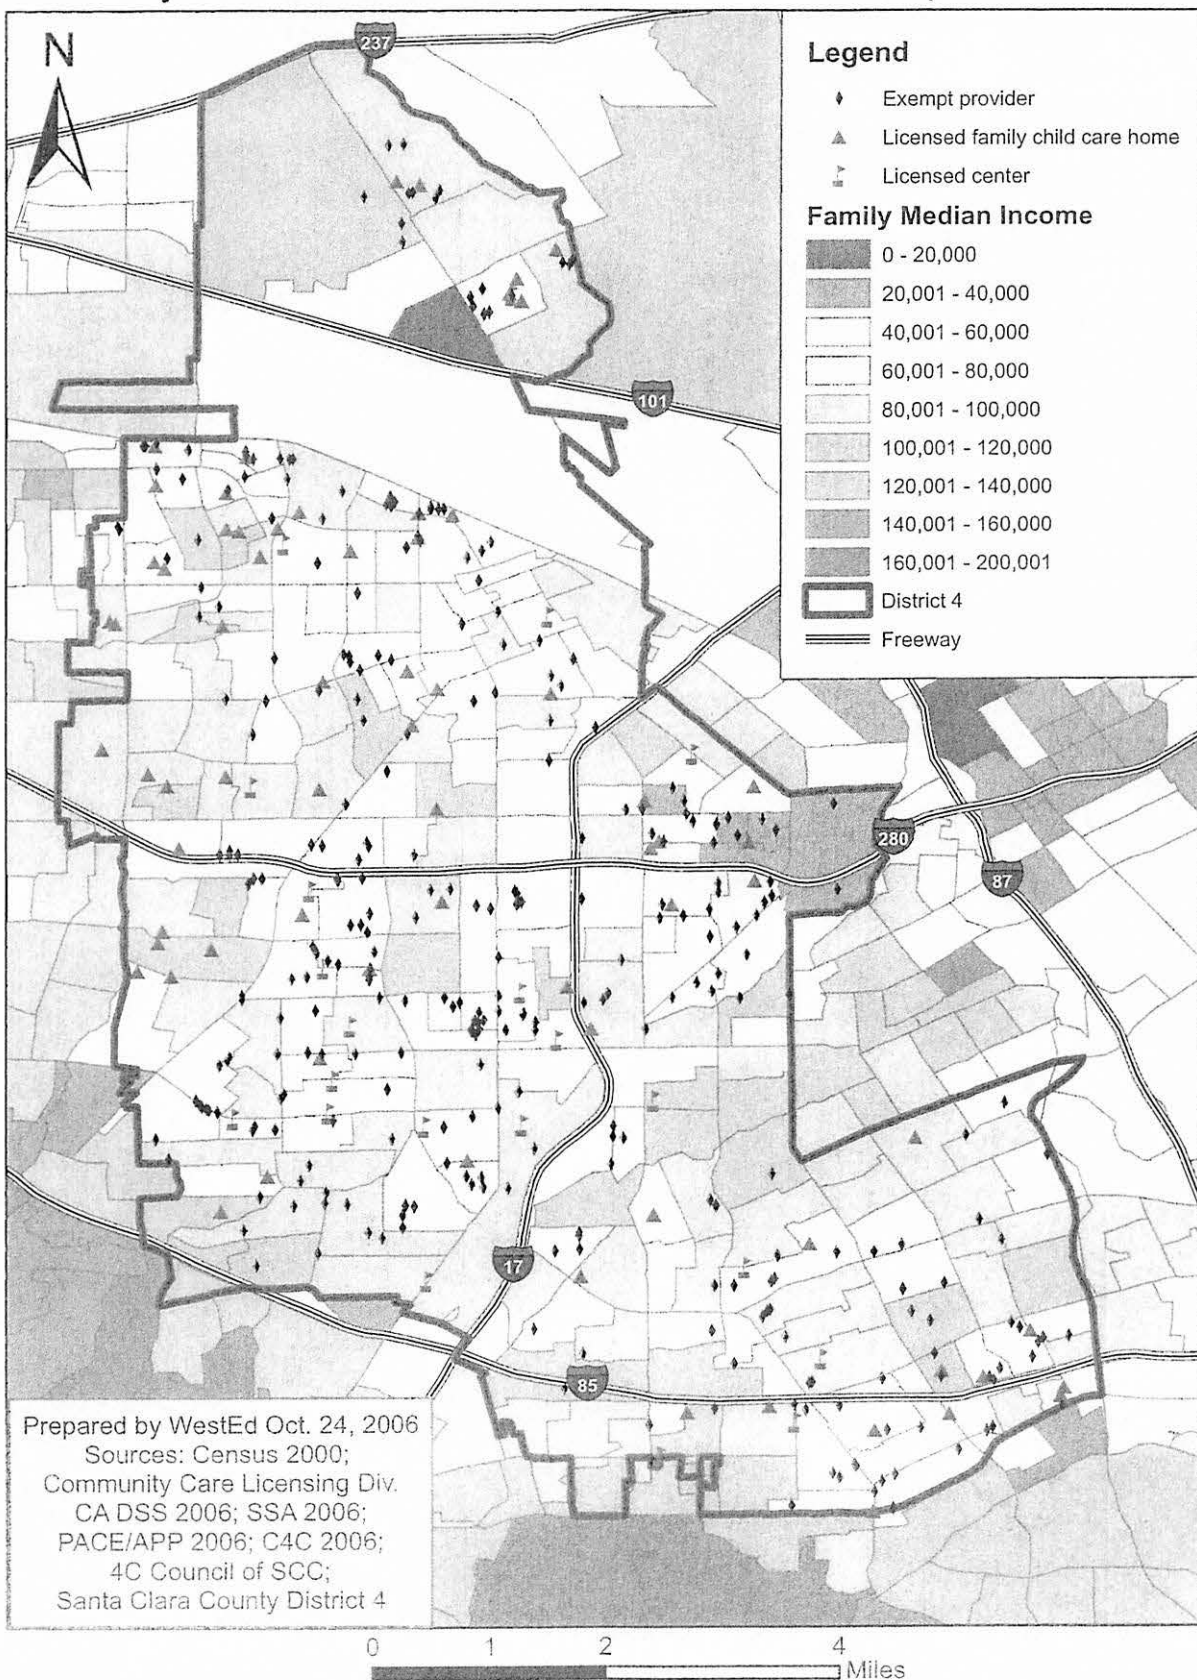 N
237
101
280
87
17
85
Legend
Exempt provider
Licensed family child care home
Licensed center
Family Median Income
0 - 20,000
20,001 - 40,000
40,001 - 60,000
60,001 - 80,000
80,001 - 100,000
100,001 - 120,000
120,001 - 140,000
140,001 - 160,000
160,001 - 200,001
District 4
Freeway
Prepared by WestEd Oct. 24, 2006
Sources: Census 2000;
Community Care Licensing Div.
CA DSS 2006; SSA 2006;
PACE/APP 2006; C4C 2006;
4C Council of SCC;
Santa Clara County District 4
0 1 2 4
Miles